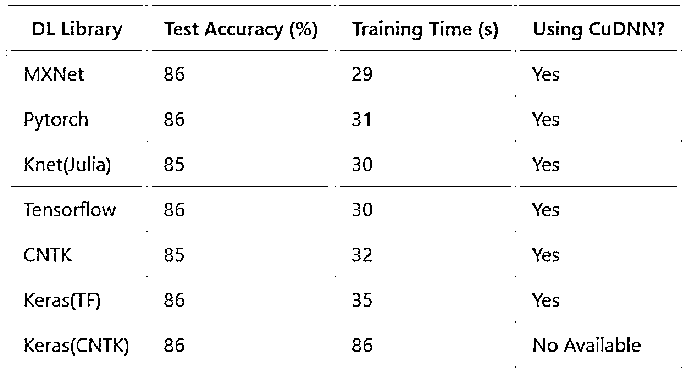 DL Library Test Accuracy (%) Training Time (s) Using CuDNN?
MXNet 86 29 Yes
Pytorch 86 31 Yes
Knet(Julia) 85 30 Yes
Tensorflow 86 30 Yes
CNTK 85 32 Yes
Keras(TF) 86 35 Yes
Keras(CNTK) 86 86 No Available